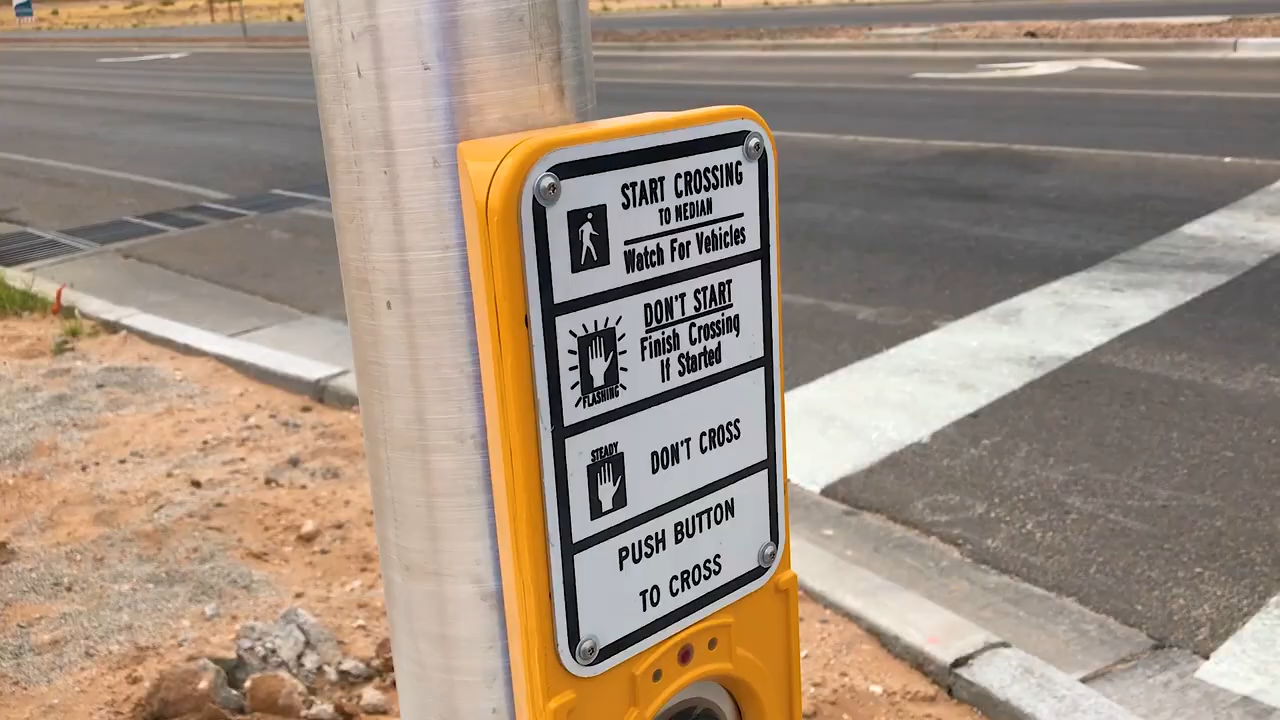 START CROSSING
TO MEDIAN
Watch For Vehicles
DON'T START
Finish Crossing
If Started
FLASHING
STEADY
DON'T CROSS
PUSH BUTTON
TO CROSS